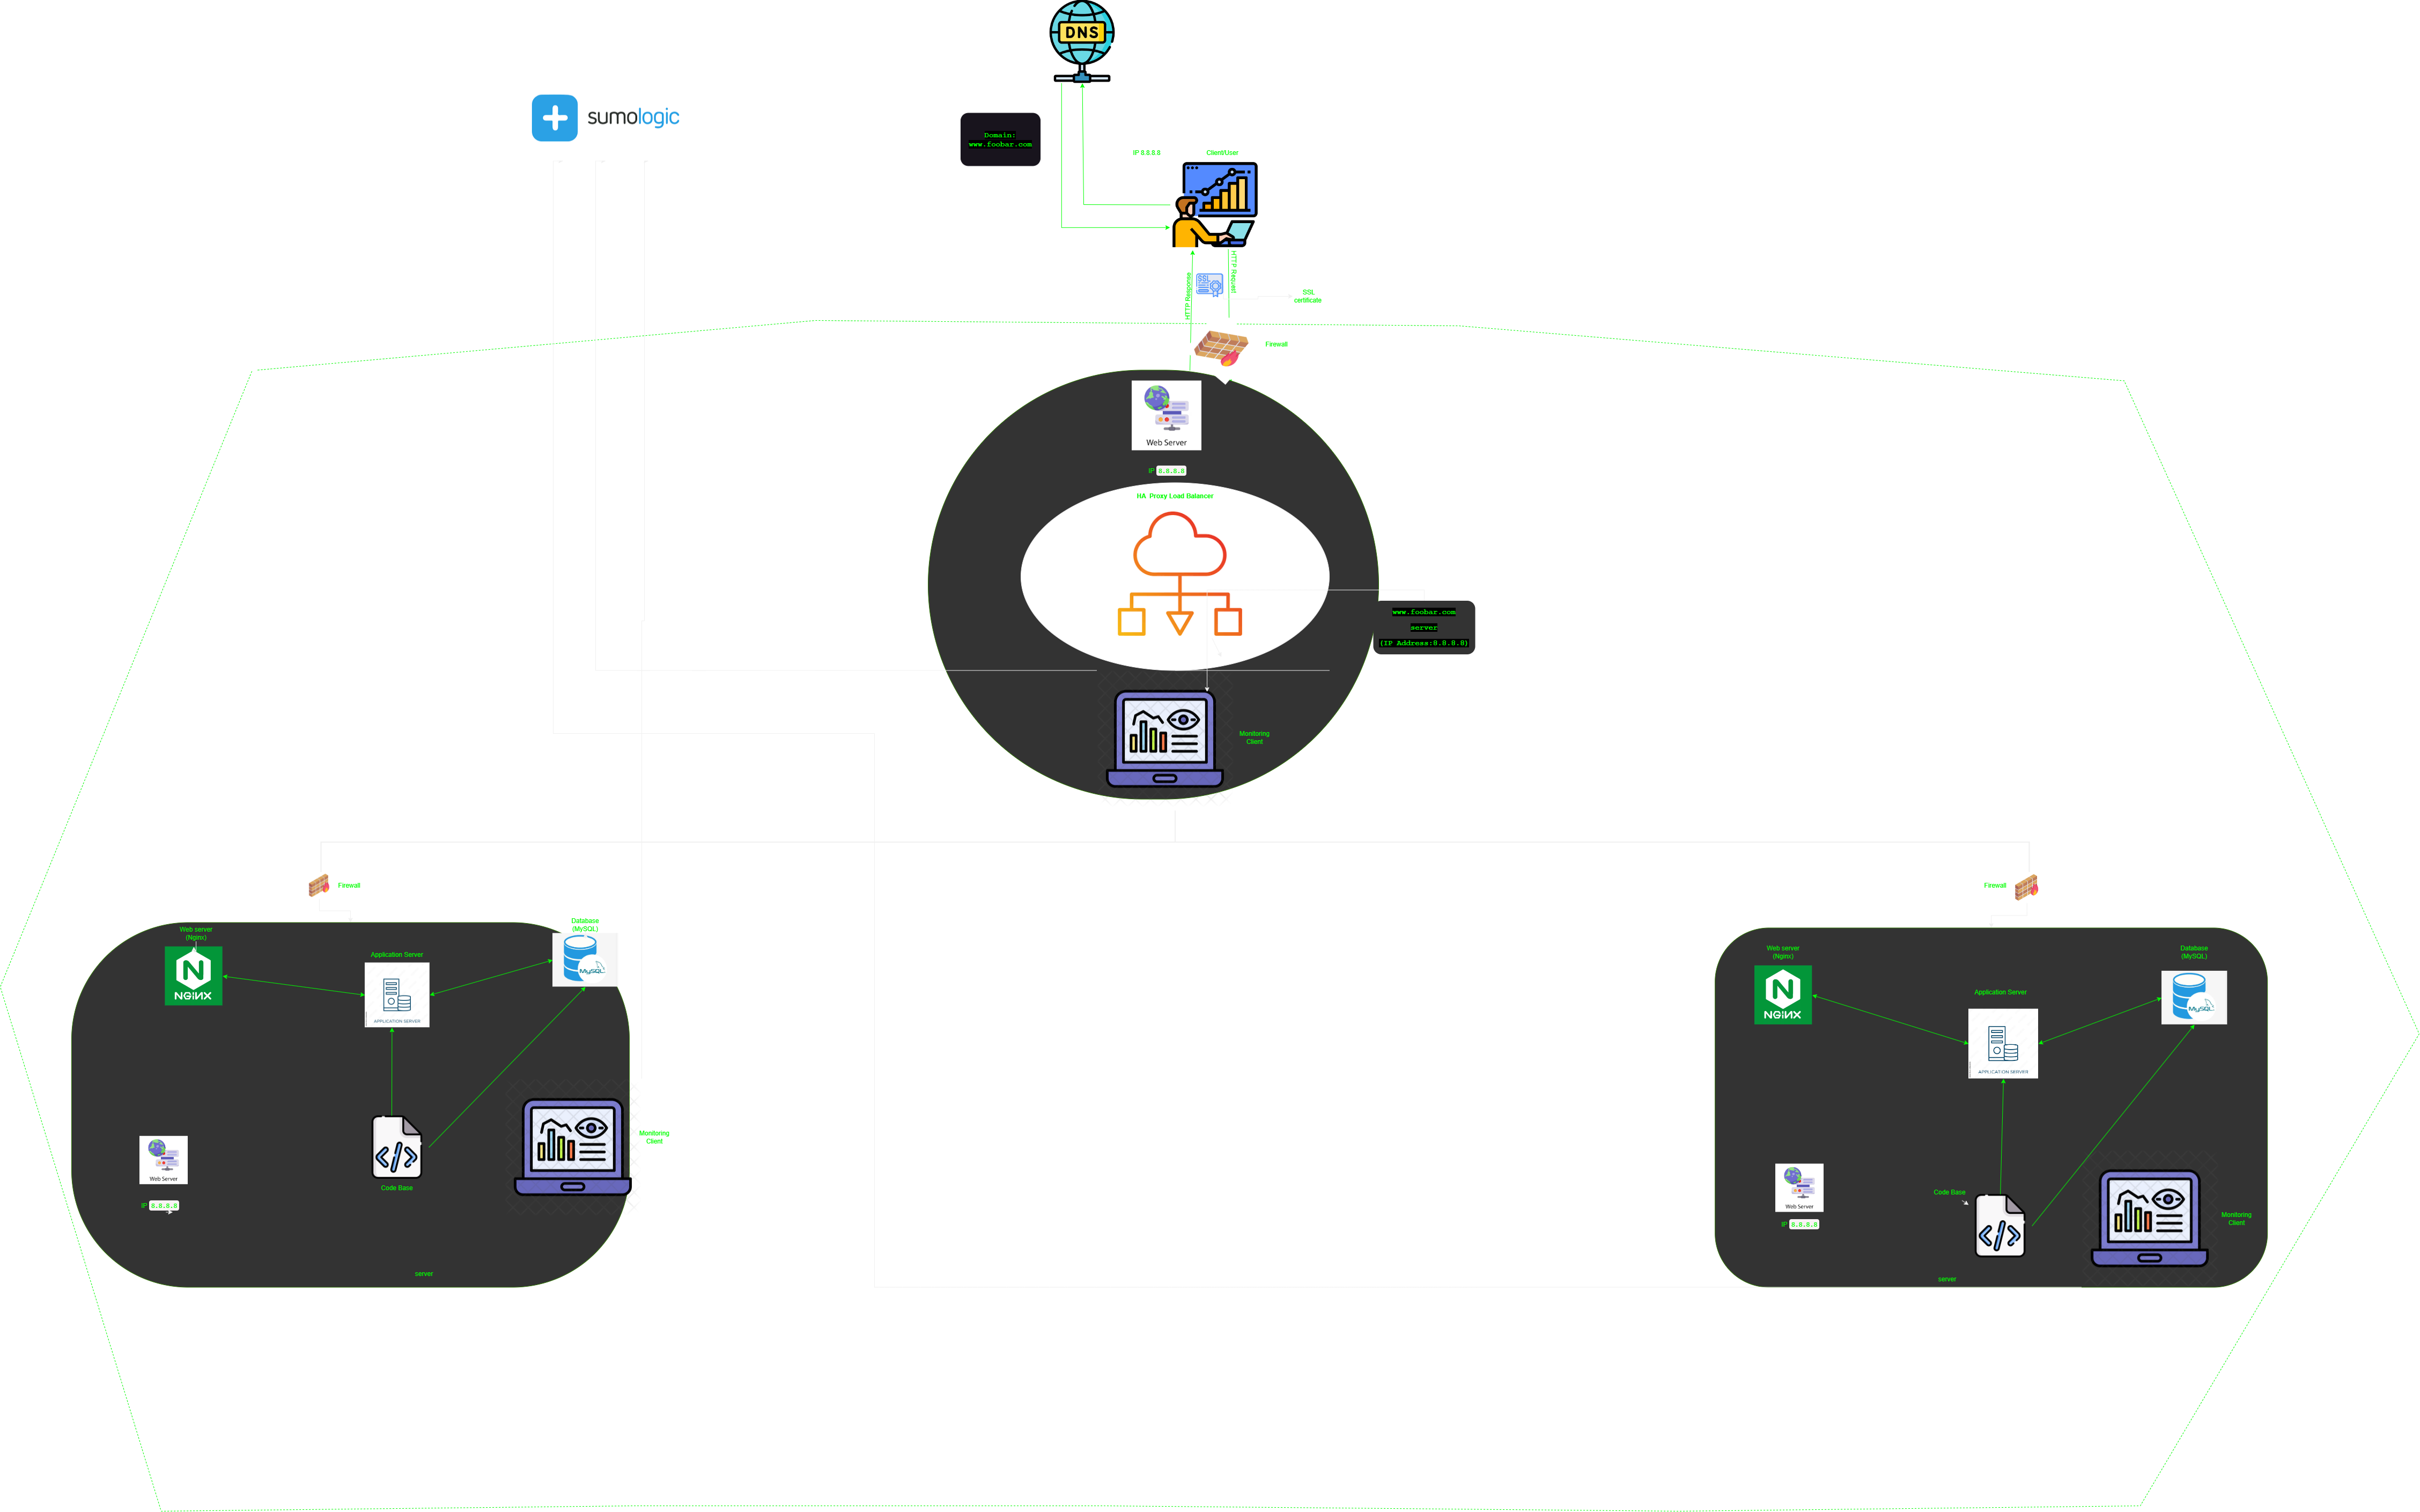 DNS
sumologic
Domain:
www.foobar.com
IP 8.8.8.8
Client/User
HTTP Response
SSL
HTTP Request
SSL
certificate
Firewall
Web Server
IP 8.8.8.8
HA Proxy Load Balancer
www.foobar.com
server
(IP Address:8.8.8.8)
Monitoring
Client
Firewall
Firewall
Web server
(Nginx)
NGINX
Application Server
APPLICATION SERVER
Database
(MySQL)
MySQL
Web Server
IP 8.8.8.8
</>
Code Base
Monitoring
Client
server
Web server
(Nginx)
NGINX
Application Server
APPLICATION SERVER
Database
(MySQL)
MySQL
Web Server
IP 8.8.8.8
Code Base
</>
Monitoring
Client
server